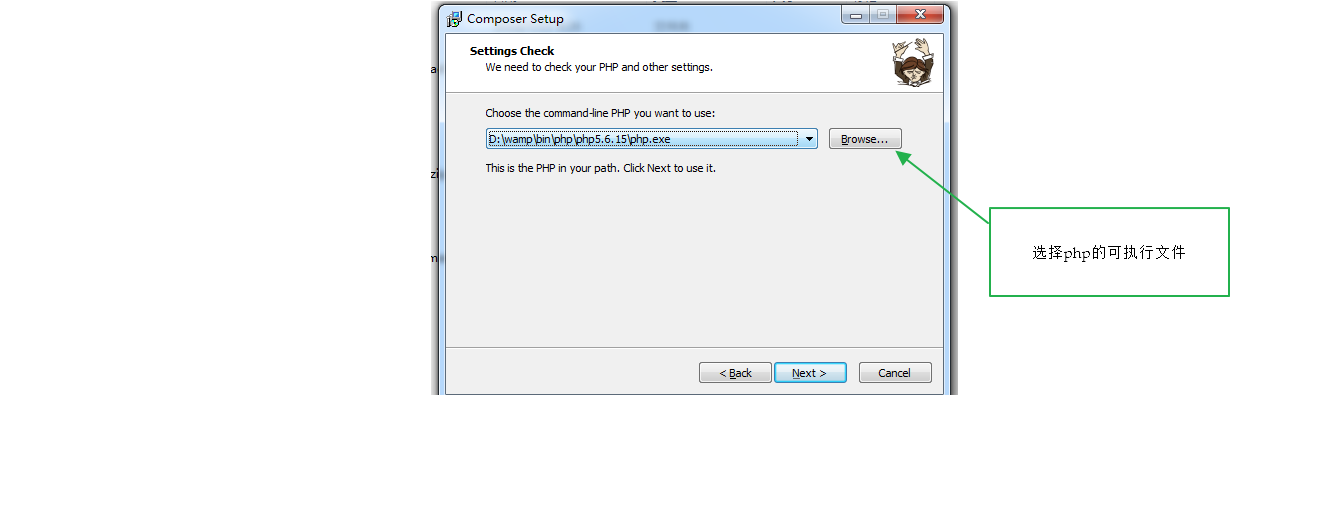 Composer Setup
Settings Check
We need to check your PHP and other settings.
Choose the command-line PHP you want to use:
D:\wamp\bin\php\php5.6.15\php.exe
Browse...
This is the PHP in your path. Click Next to use it.
选择php的可执行文件
< Back
Next >
Cancel